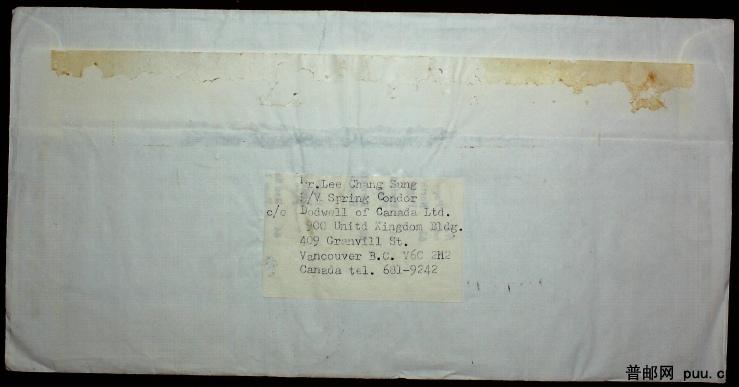 Mr.Lee Chang Sung
M/V Spring Condor
c/o Dodwell of Canada Ltd.
900 Unitd Kingdom Bldg.
409 Granvill St.
Vancouver B.C. V6C 2H2
Canada tel. 681-9242
普邮网 puu.c